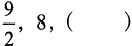 9/2, 8, (    )